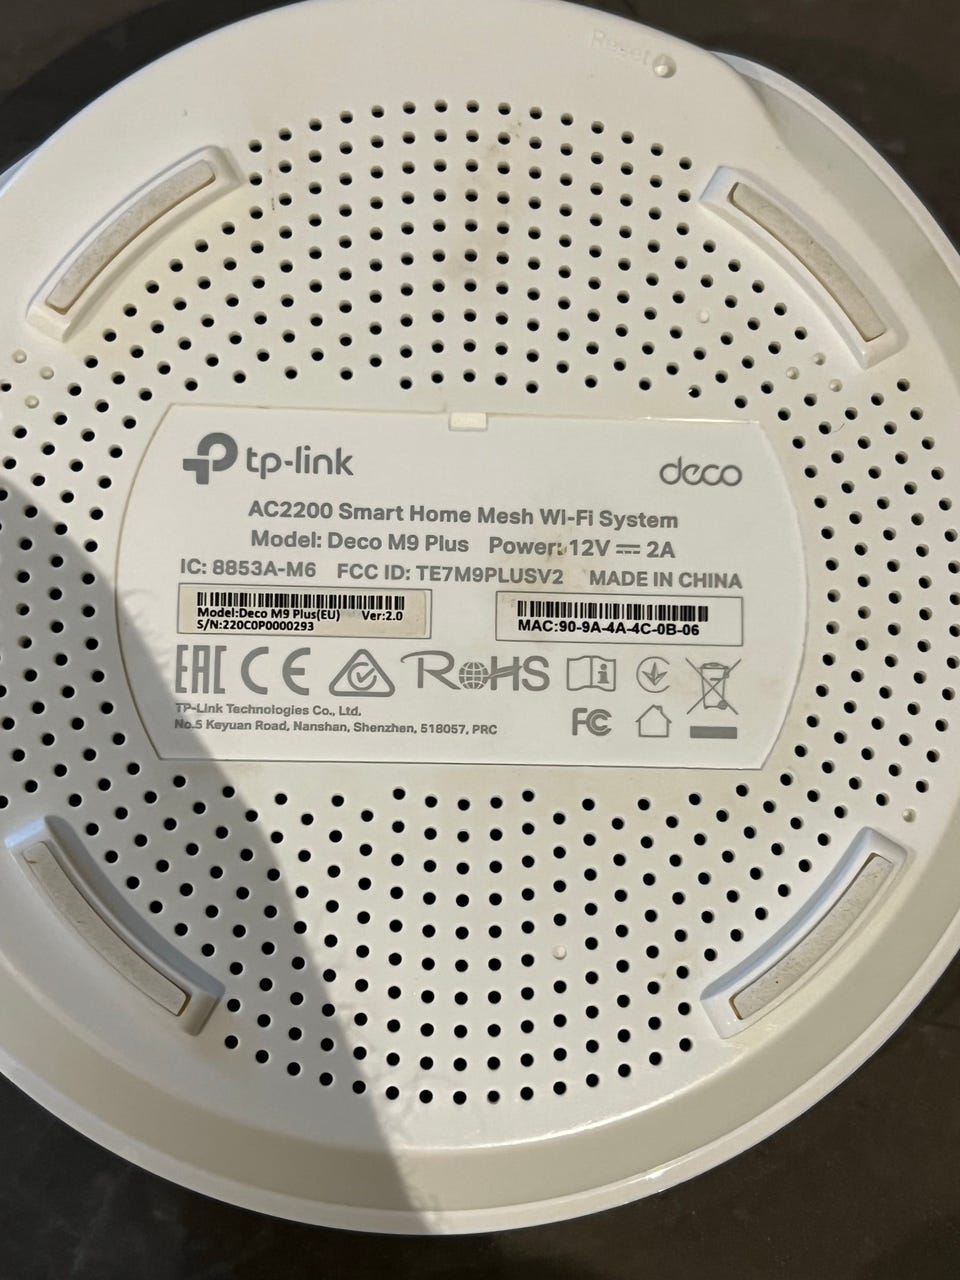 Reset
tp-link
deco
AC2200 Smart Home Mesh Wi-Fi System
Model: Deco M9 Plus Power: 12V ⎓ 2A
IC: 8853A-M6 FCC ID: TE7M9PLUSV2 MADE IN CHINA
Model:Deco M9 Plus(EU) Ver:2.0
S/N:220C0P0000293
MAC:90-9A-4A-4C-0B-06
EAC CE RoHS
FC
TP-Link Technologies Co., Ltd.
No.5 Keyuan Road, Nanshan, Shenzhen, 518057, PRC